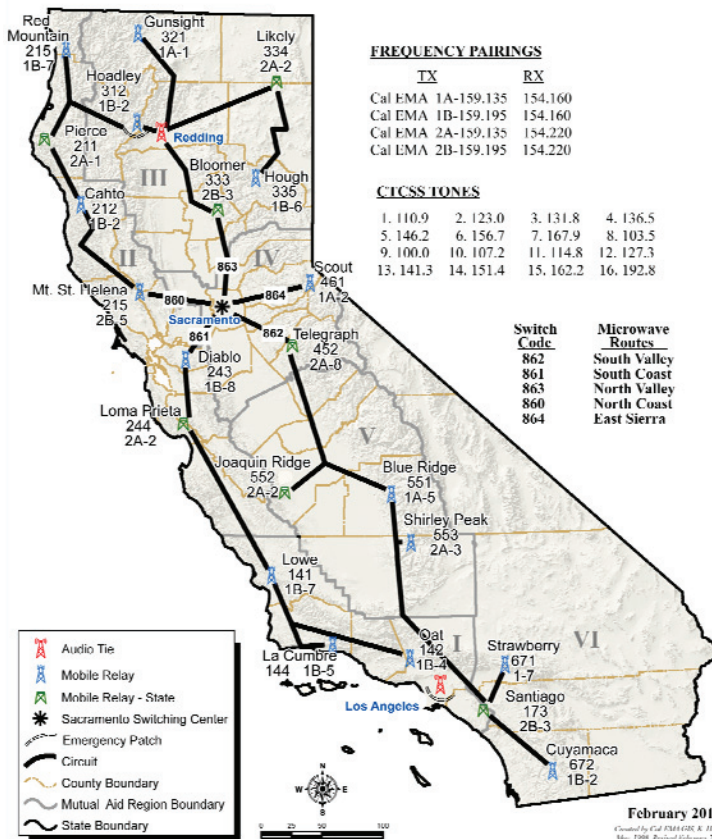 Red
Mountain
215
1B-7
Gunsight
321
1A-1
Likely
334
2A-2
Hoadley
312
1B-2
Redding
Pierce
211
2A-1
Bloomer
333
2B-3
Hough
335
1B-6
III
Cahto
212
1B-2
II
IV
863
Scout
461
1A-2
Mt. St. Helena
215
2B-5
860
864
Sacramento
861
862
Telegraph
452
2A-8
Diablo
243
1B-8
Loma Prieta
244
2A-2
V
Joaquin Ridge
552
2A-2
Blue Ridge
551
1A-5
Shirley Peak
553
2A-3
Lowe
141
1B-7
La Cumbre
144 1B-5
Oat
142
1B-4
I
VI
Strawberry
671
1-7
Los Angeles
Santiago
173
2B-3
Cuyamaca
672
1B-2
FREQUENCY PAIRINGS
TX RX
Cal EMA 1A-159.135 154.160
Cal EMA 1B-159.195 154.160
Cal EMA 2A-159.135 154.220
Cal EMA 2B-159.195 154.220
CTCSS TONES
1. 110.9 2. 123.0 3. 131.8 4. 136.5
5. 146.2 6. 156.7 7. 167.9 8. 103.5
9. 100.0 10. 107.2 11. 114.8 12. 127.3
13. 141.3 14. 151.4 15. 162.2 16. 192.8
Switch Microwave
Code Routes
862 South Valley
861 South Coast
863 North Valley
860 North Coast
864 East Sierra
Audio Tie
Mobile Relay
Mobile Relay - State
Sacramento Switching Center
Emergency Patch
Circuit
County Boundary
Mutual Aid Region Boundary
State Boundary
N
W E
S
0 50 100
February 201
Created by Cal EMA GIS, K.